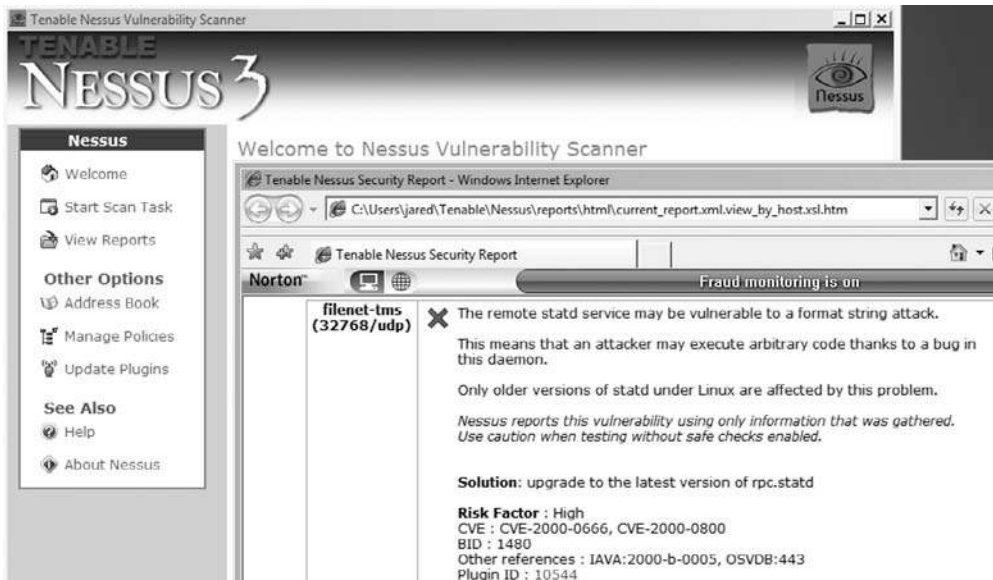 Tenable Nessus Vulnerability Scanner
TENABLE
NESSUS 3
Nessus
Nessus
Welcome
Start Scan Task
View Reports
Other Options
Address Book
Manage Policies
Update Plugins
See Also
Help
About Nessus
Welcome to Nessus Vulnerability Scanner
Tenable Nessus Security Report - Windows Internet Explorer
C:\Users\jared\Tenable\Nessus\reports\html\current_report.xml.view_by_host.xsl.htm
Tenable Nessus Security Report
Norton™
Fraud monitoring is on
filenet-tms
(32768/udp)
The remote statd service may be vulnerable to a format string attack.
This means that an attacker may execute arbitrary code thanks to a bug in
this daemon.
Only older versions of statd under Linux are affected by this problem.
Nessus reports this vulnerability using only information that was gathered.
Use caution when testing without safe checks enabled.
Solution: upgrade to the latest version of rpc.statd
Risk Factor : High
CVE : CVE-2000-0666, CVE-2000-0800
BID : 1480
Other references : IAVA:2000-b-0005, OSVDB:443
Plugin ID : 10544